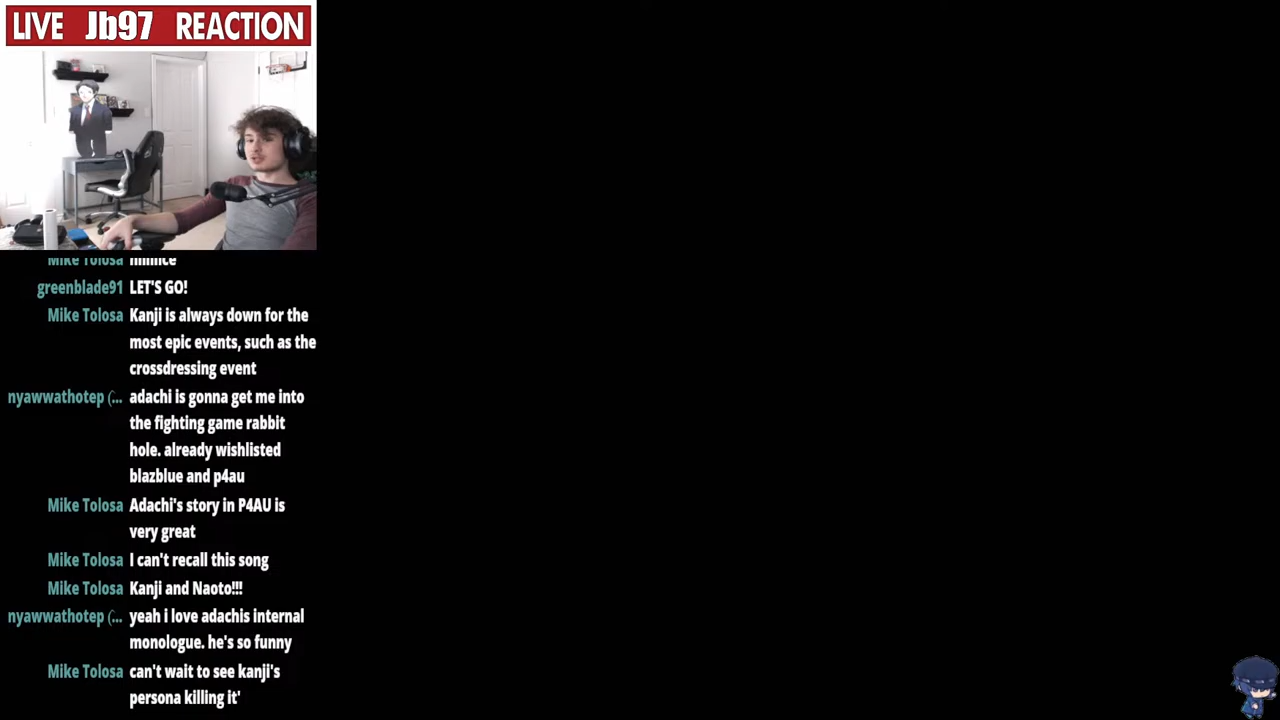 LIVE Jb97 REACTION
Mike Tolosa
greenblade91 LET'S GO!
Mike Tolosa Kanji is always down for the
most epic events, such as the
crossdressing event
nyawwathotep (... adachi is gonna get me into
the fighting game rabbit
hole. already wishlisted
blazblue and p4au
Mike Tolosa Adachi's story in P4AU is
very great
Mike Tolosa I can't recall this song
Mike Tolosa Kanji and Naoto!!!
nyawwathotep (... yeah i love adachis internal
monologue. he's so funny
Mike Tolosa can't wait to see kanji's
persona killing it'